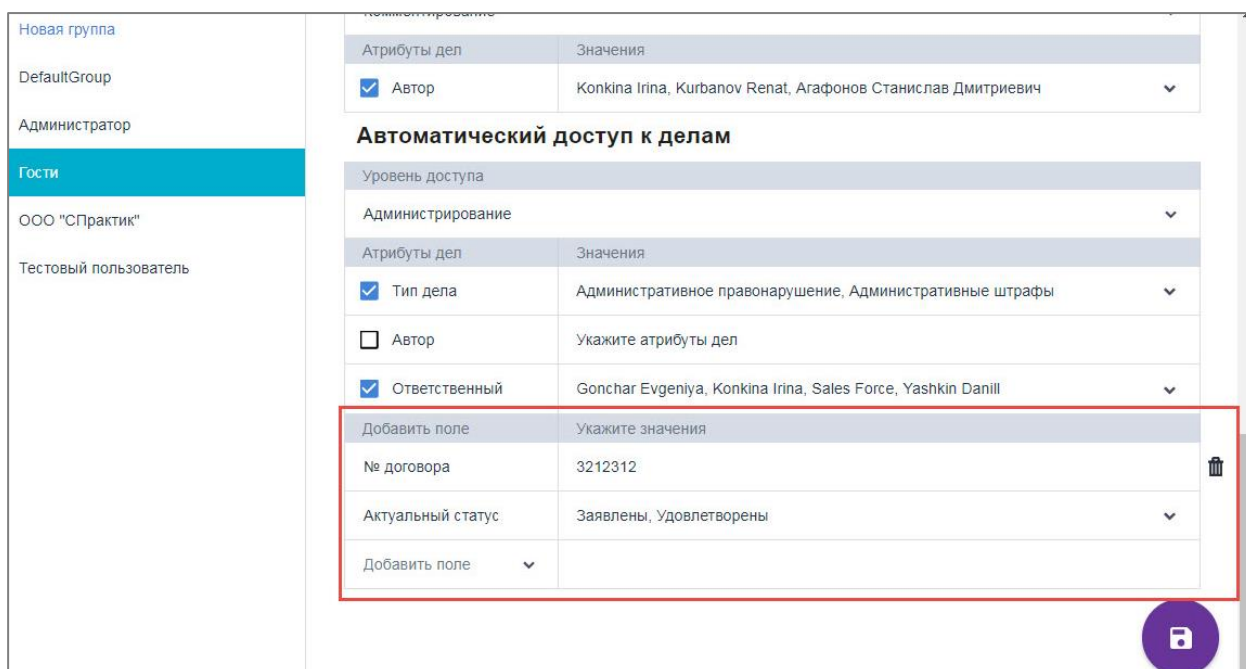 Новая группа
DefaultGroup
Администратор
Гости
ООО "СПрактик"
Тестовый пользователь
Комментирование
Атрибуты дел Значения
Автор Konkina Irina, Kurbanov Renat, Агафонов Станислав Дмитриевич
Автоматический доступ к делам
Уровень доступа
Администрирование
Атрибуты дел Значения
Тип дела Административное правонарушение, Административные штрафы
Автор Укажите атрибуты дел
Ответственный Gonchar Evgeniya, Konkina Irina, Sales Force, Yashkin Danill
Добавить поле Укажите значения
№ договора 3212312
Актуальный статус Заявлены, Удовлетворены
Добавить поле